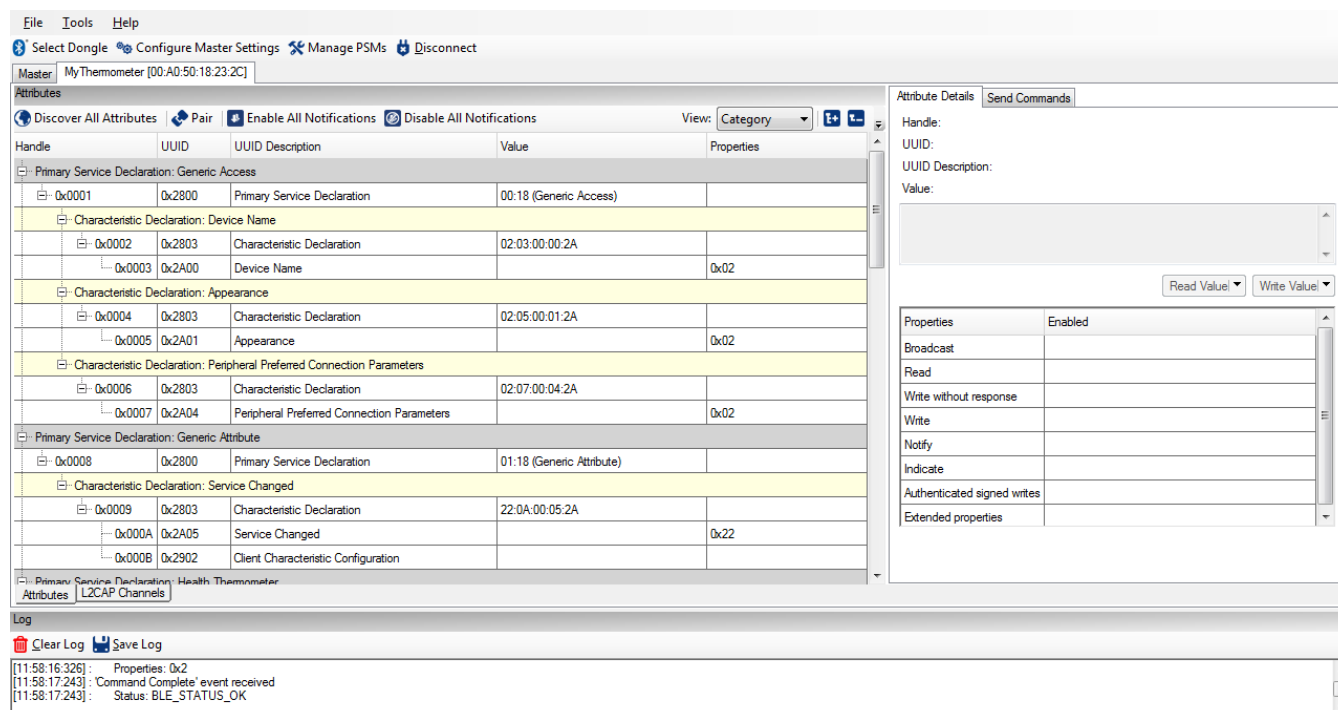 File Tools Help
Select Dongle Configure Master Settings Manage PSMs Disconnect
Master MyThermometer [00:A0:50:18:23:2C]
Attributes
Discover All Attributes Pair Enable All Notifications Disable All Notifications View: Category
Handle UUID UUID Description Value Properties
Primary Service Declaration: Generic Access
0x0001 0x2800 Primary Service Declaration 00:18 (Generic Access)
Characteristic Declaration: Device Name
0x0002 0x2803 Characteristic Declaration 02:03:00:00:2A
0x0003 0x2A00 Device Name 0x02
Characteristic Declaration: Appearance
0x0004 0x2803 Characteristic Declaration 02:05:00:01:2A
0x0005 0x2A01 Appearance 0x02
Characteristic Declaration: Peripheral Preferred Connection Parameters
0x0006 0x2803 Characteristic Declaration 02:07:00:04:2A
0x0007 0x2A04 Peripheral Preferred Connection Parameters 0x02
Primary Service Declaration: Generic Attribute
0x0008 0x2800 Primary Service Declaration 01:18 (Generic Attribute)
Characteristic Declaration: Service Changed
0x0009 0x2803 Characteristic Declaration 22:0A:00:05:2A
0x000A 0x2A05 Service Changed 0x22
0x000B 0x2902 Client Characteristic Configuration
Primary Service Declaration: Health Thermometer
Attributes L2CAP Channels
Attribute Details Send Commands
Handle:
UUID:
UUID Description:
Value:
Read Value Write Value
Properties Enabled
Broadcast
Read
Write without response
Write
Notify
Indicate
Authenticated signed writes
Extended properties
Log
Clear Log Save Log
[11:58:16:326] : Properties: 0x2
[11:58:17:243] : 'Command Complete' event received
[11:58:17:243] : Status: BLE_STATUS_OK